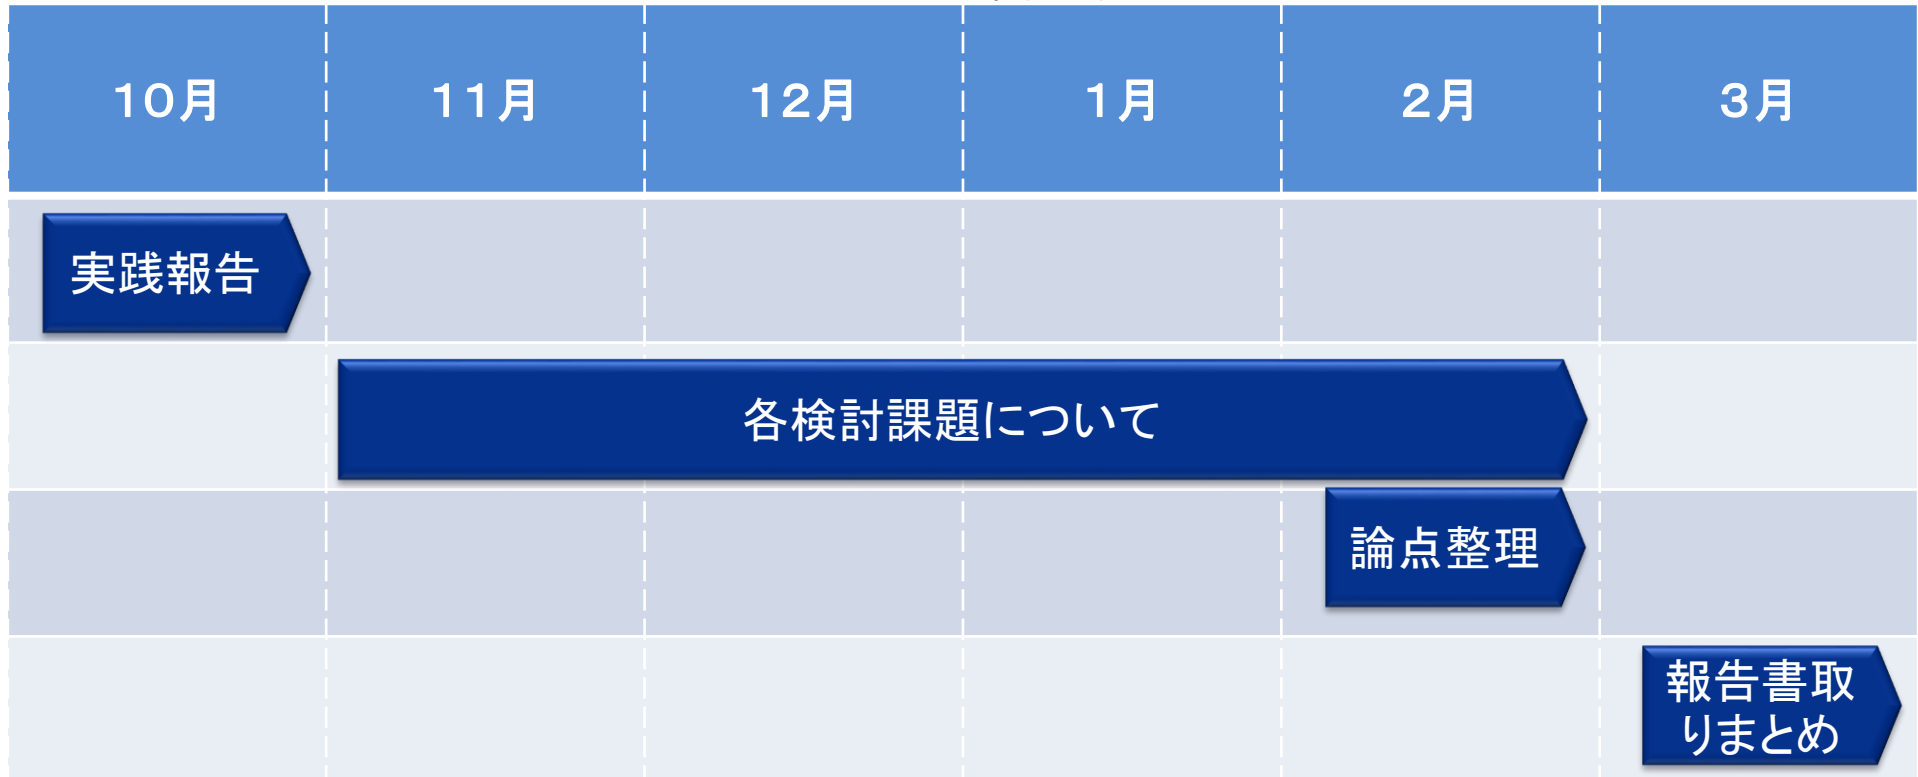 10月 11月 12月 1月 2月 3月
実践報告
各検討課題について
論点整理
報告書取
りまとめ